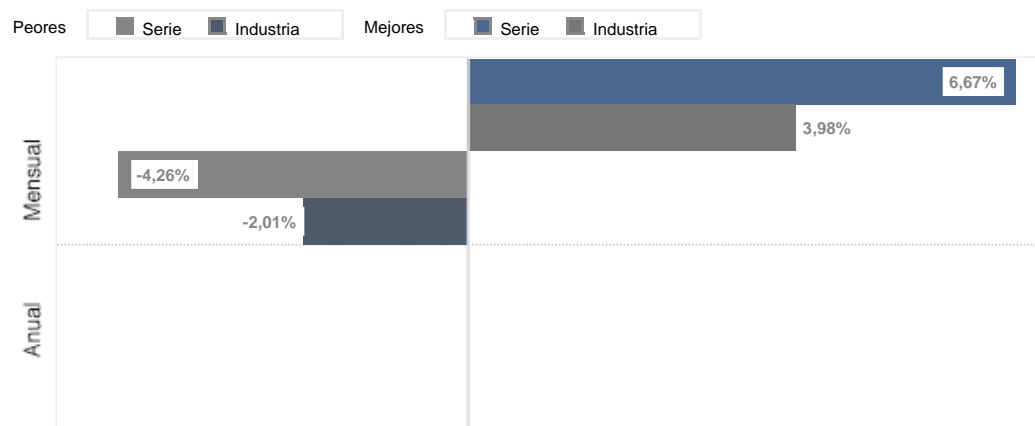 Peores Serie Industria Mejores Serie Industria
6,67%
3,98%
Mensual
-4,26%
-2,01%
Anual